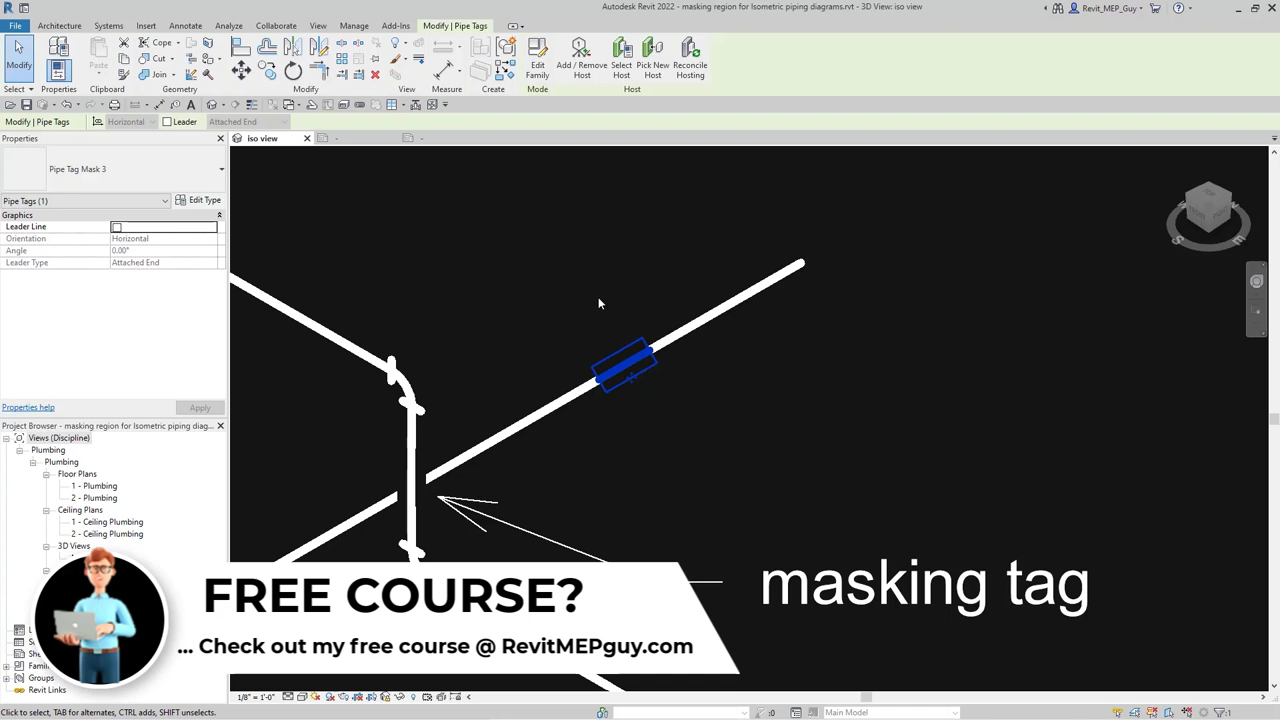 Autodesk Revit 2022 - masking region for Isometric piping diagrams.rvt - 3D View: iso view
Revit_MEP_Guy
File Architecture Systems Insert Annotate Analyze Collaborate View Manage Add-Ins Modify | Pipe Tags
Modify
Paste
Cope
Cut
Join
Edit Family
Add / Remove Host
Select Host
Pick New Host
Reconcile Hosting
Select Properties Clipboard Geometry Modify View Measure Create Mode Host
Modify | Pipe Tags Horizontal Leader Attached End
Properties
iso view
Pipe Tag Mask 3
Pipe Tags (1) Edit Type
Graphics
Leader Line
Orientation Horizontal
Angle 0.00°
Leader Type Attached End
Properties help Apply
Project Browser - masking region for Isometric piping diag...
Views (Discipline)
Plumbing
Plumbing
Floor Plans
1 - Plumbing
2 - Plumbing
Ceiling Plans
1 - Ceiling Plumbing
2 - Ceiling Plumbing
3D Views
masking tag
FREE COURSE?
... Check out my free course @ RevitMEPguy.com
Groups
Revit Links
1/8" = 1'-0"
Click to select, TAB for alternates, CTRL adds, SHIFT unselects.
:0
Main Model
:1